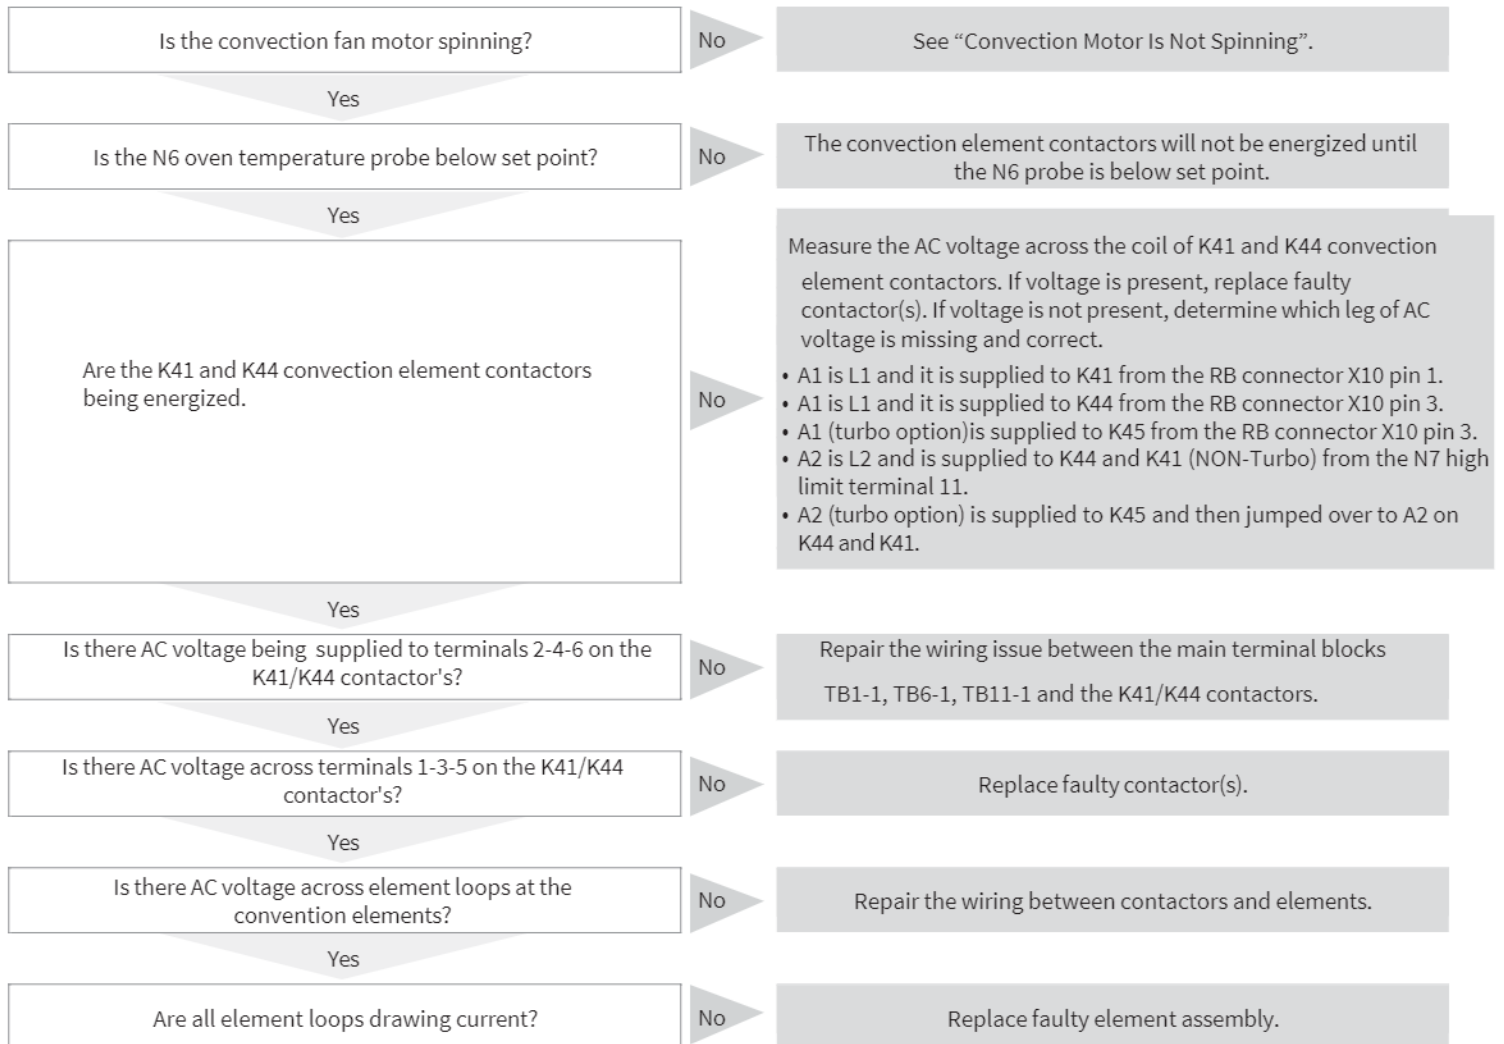 Is the convection fan motor spinning?
No
See “Convection Motor Is Not Spinning”.
Yes
Is the N6 oven temperature probe below set point?
No
The convection element contactors will not be energized until
the N6 probe is below set point.
Yes
Are the K41 and K44 convection element contactors
being energized.
No
Measure the AC voltage across the coil of K41 and K44 convection
element contactors. If voltage is present, replace faulty
contactor(s). If voltage is not present, determine which leg of AC
voltage is missing and correct.
• A1 is L1 and it is supplied to K41 from the RB connector X10 pin 1.
• A1 is L1 and it is supplied to K44 from the RB connector X10 pin 3.
• A1 (turbo option)is supplied to K45 from the RB connector X10 pin 3.
• A2 is L2 and is supplied to K44 and K41 (NON-Turbo) from the N7 high
limit terminal 11.
• A2 (turbo option) is supplied to K45 and then jumped over to A2 on
K44 and K41.
Yes
Is there AC voltage being supplied to terminals 2-4-6 on the
K41/K44 contactor's?
No
Repair the wiring issue between the main terminal blocks
TB1-1, TB6-1, TB11-1 and the K41/K44 contactors.
Yes
Is there AC voltage across terminals 1-3-5 on the K41/K44
contactor's?
No
Replace faulty contactor(s).
Yes
Is there AC voltage across element loops at the
convention elements?
No
Repair the wiring between contactors and elements.
Yes
Are all element loops drawing current?
No
Replace faulty element assembly.